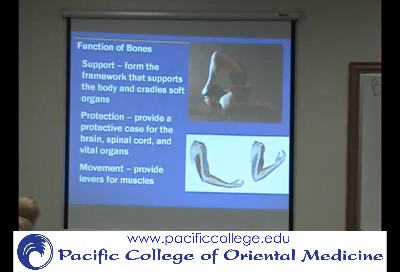 Function of Bones
Support – form the
framework that supports
the body and cradles soft
organs
Protection – provide a
protective case for the
brain, spinal cord, and
vital organs
Movement – provide
levers for muscles
www.pacificcollege.edu
Pacific College of Oriental Medicine